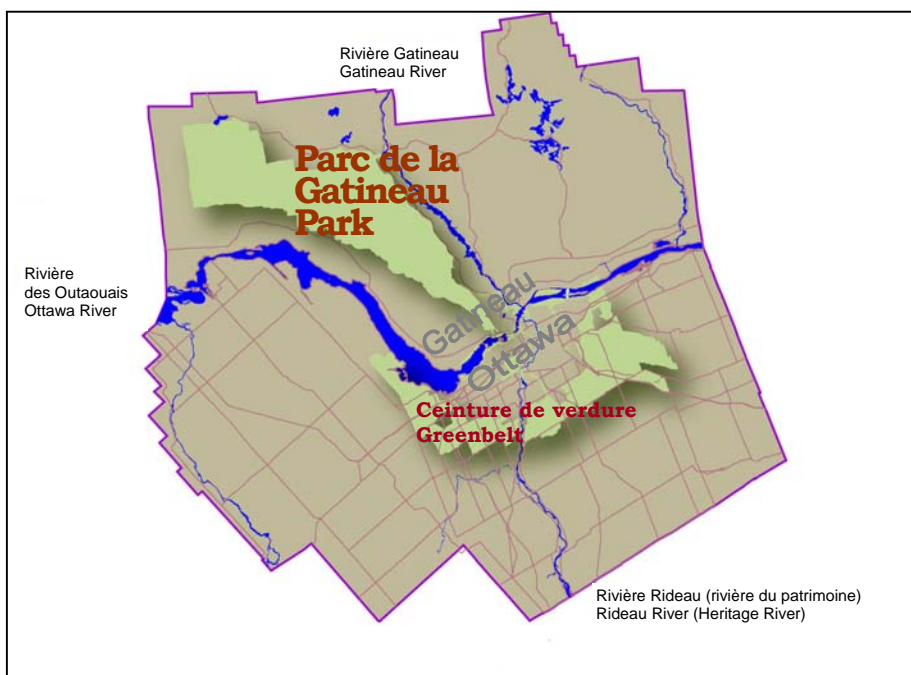 Rivière Gatineau
Gatineau River
Parc de la
Gatineau
Park
Rivière
des Outaouais
Ottawa River
Gatineau
Ottawa
Ceinture de verdure
Greenbelt
Rivière Rideau (rivière du patrimoine)
Rideau River (Heritage River)